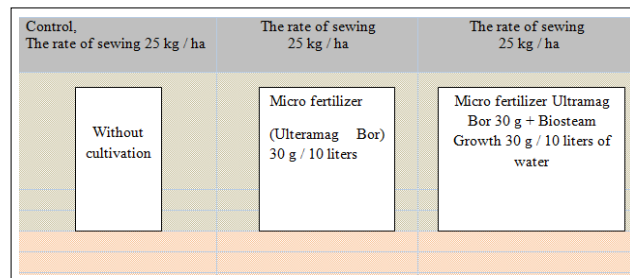 Control,
The rate of sewing 25 kg / ha
The rate of sewing
25 kg / ha
The rate of sewing
25 kg / ha
Without
cultivation
Micro fertilizer
(Ulteramag Bor)
30 g / 10 liters
Micro fertilizer Ultramag
Bor 30 g + Biosteam
Growth 30 g / 10 liters of
water